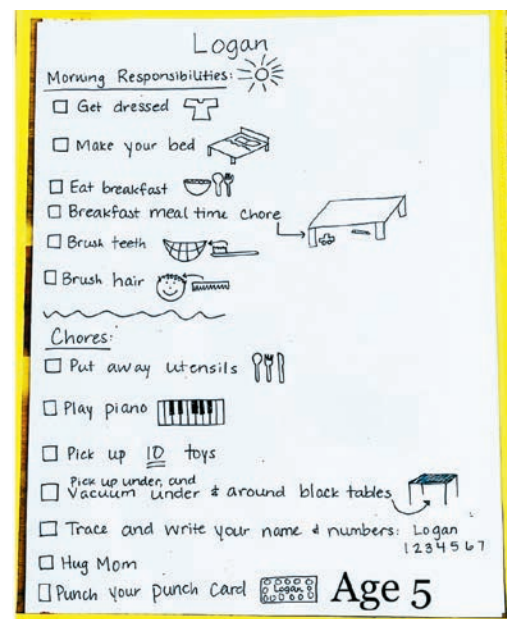 Logan
Morning Responsibilities:
Get dressed
Make your bed
Eat breakfast
Breakfast meal time chore
Brush teeth
Brush hair
Chores:
Put away utensils
Play piano
Pick up 10 toys
Pick up under, and
Vacuum under & around black tables
Trace and write your name & numbers: Logan
1234567
Hug Mom
Punch your punch card Logan Age 5